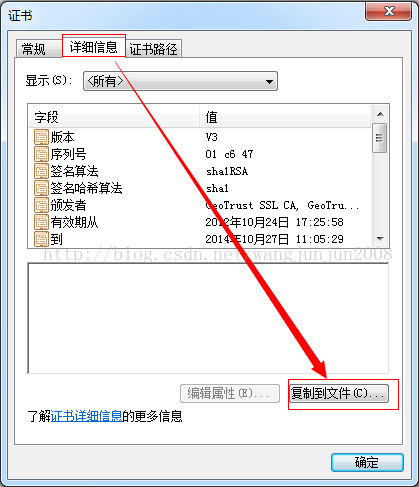 证书
常规 详细信息 证书路径
显示(S): <所有>
字段 值
版本 V3
序列号 01 c6 47
签名算法 sha1RSA
签名哈希算法 sha1
颁发者 GeoTrust SSL CA, GeoTru...
有效期从 2012年10月24日 17:25:58
到 2014年10月27日 11:05:29
http://blog.csdn.net/wangjunjun2008
编辑属性(E)... 复制到文件(C)...
了解证书详细信息的更多信息
确定